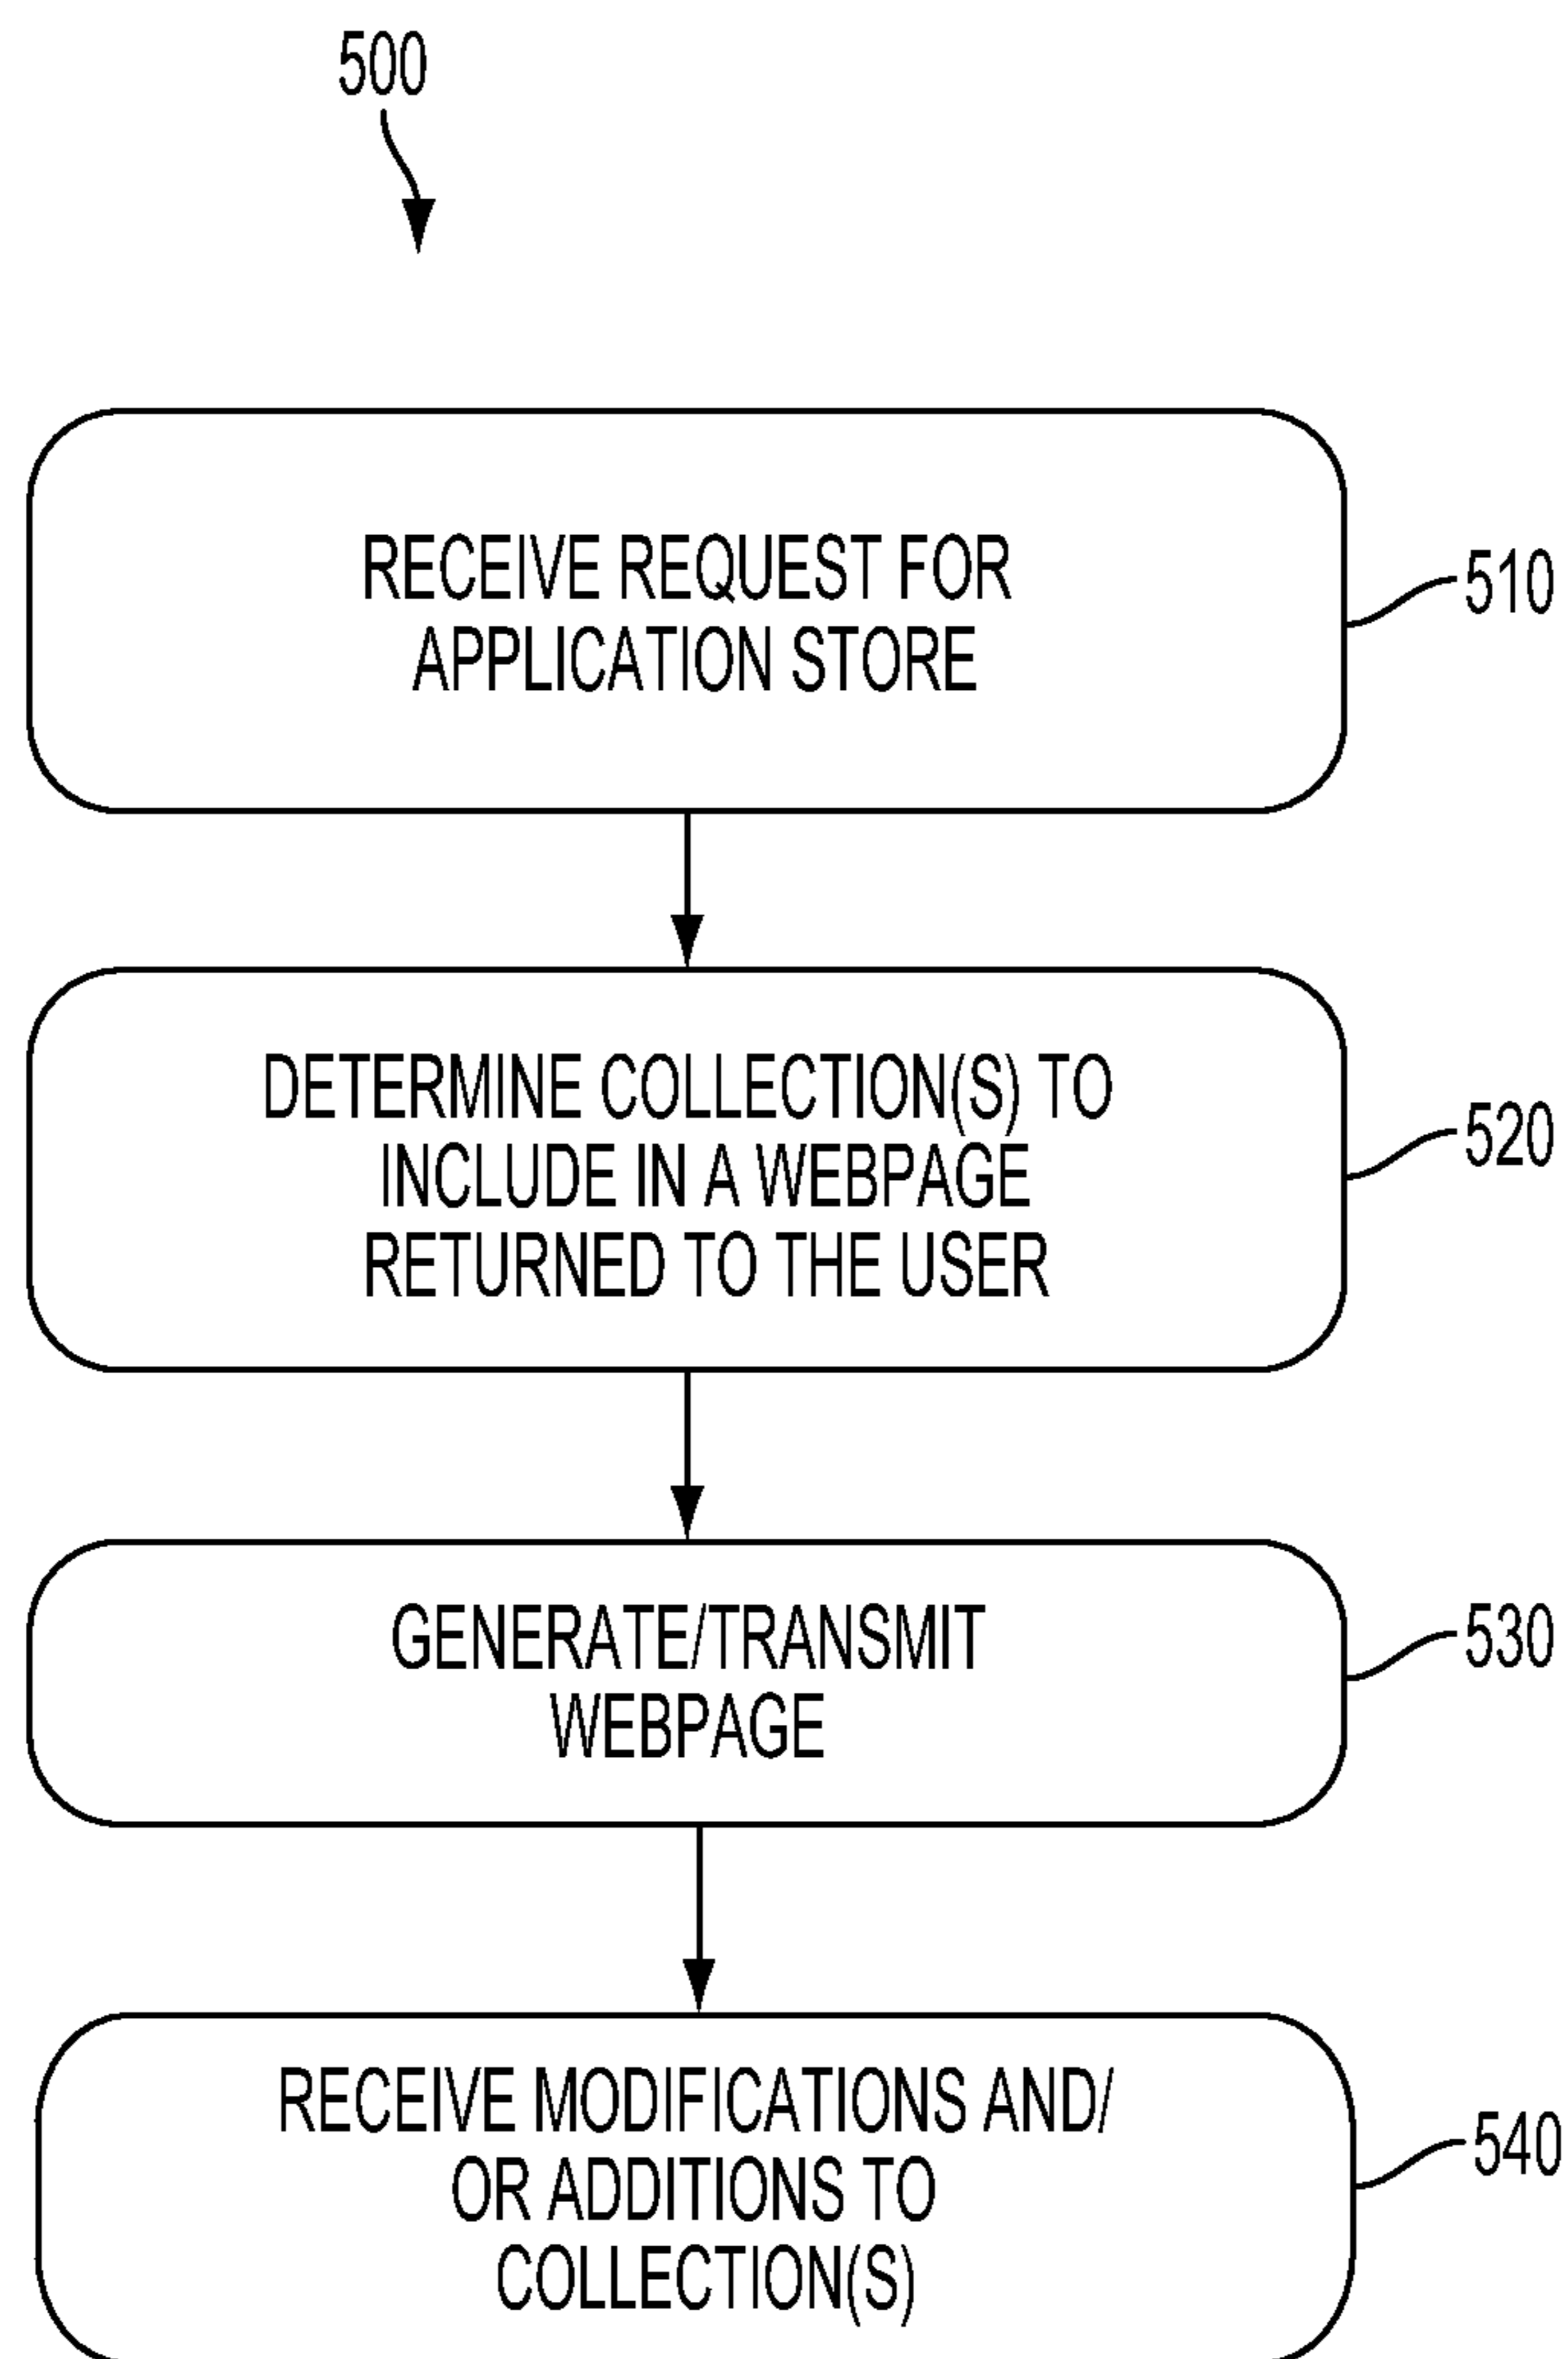 500
RECEIVE REQUEST FOR
APPLICATION STORE
510
DETERMINE COLLECTION(S) TO
INCLUDE IN A WEBPAGE
RETURNED TO THE USER
520
GENERATE/TRANSMIT
WEBPAGE
530
RECEIVE MODIFICATIONS AND/
OR ADDITIONS TO
COLLECTION(S)
540